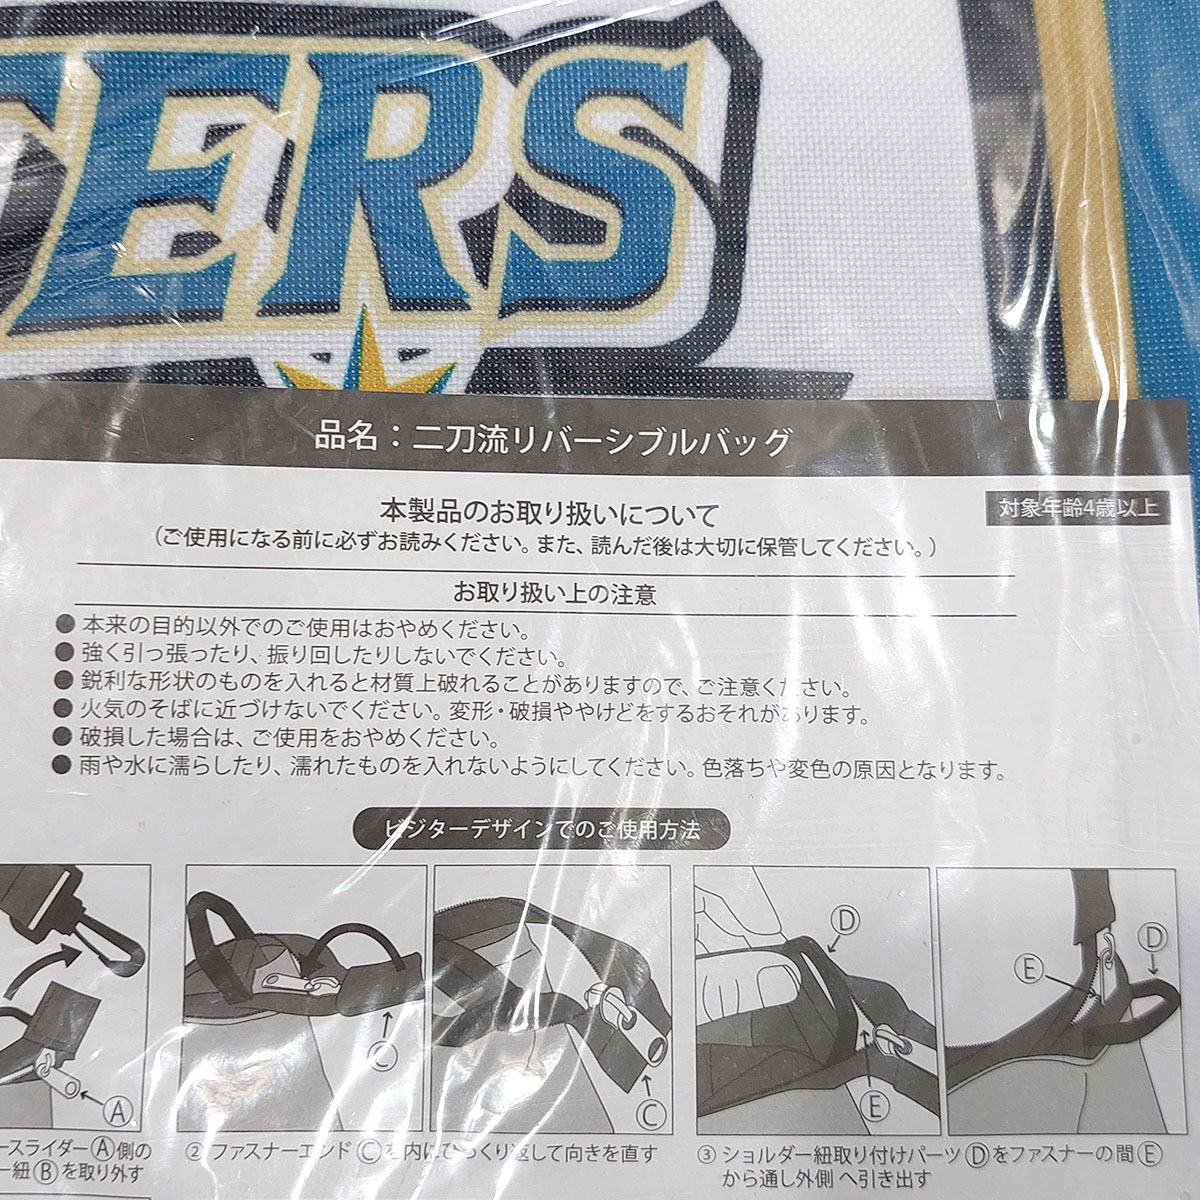 TERS
品名：二刀流リバーシブルバッグ
本製品のお取り扱いについて
対象年齢4歳以上
（ご使用になる前に必ずお読みください。また、読んだ後は大切に保管してください。）
お取り扱い上の注意
● 本来の目的以外でのご使用はおやめください。
● 強く引っ張ったり、振り回したりしないでください。
● 鋭利な形状のものを入れると材質上破れることがありますので、ご注意ください。
● 火気のそばに近づけないでください。変形・破損ややけどをするおそれがあります。
● 破損した場合は、ご使用をおやめください。
● 雨や水に濡らしたり、濡れたものを入れないようにしてください。色落ちや変色の原因となります。
ビジターデザインでのご使用方法
Ⓐ
Ⓒ
Ⓒ
Ⓓ
Ⓔ
Ⓓ
Ⓔ
ースライダーⒶ側の
ー紐Ⓑを取り外す
② ファスナーエンドⒸを内にひっくり返して向きを直す
③ ショルダー紐取り付けパーツⒹをファスナーの間Ⓔ
から通し外側へ引き出す